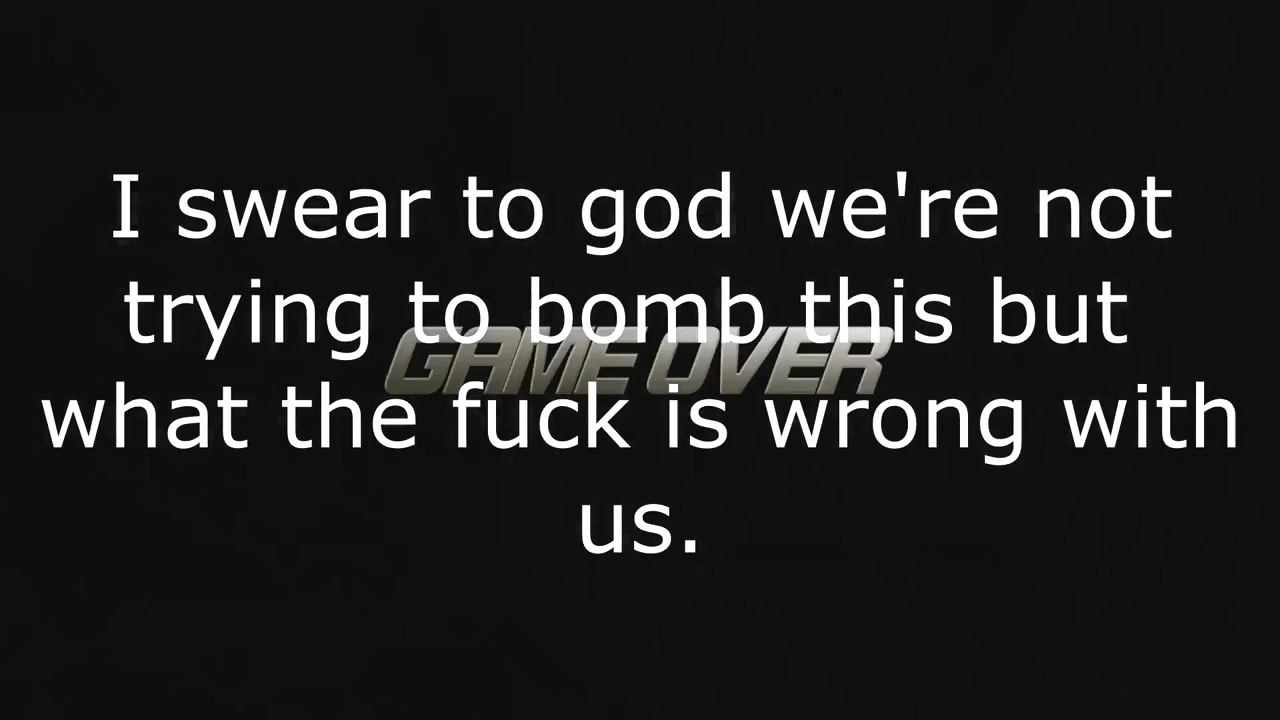 I swear to god we're not
trying to bomb this but
GAME OVER
what the fuck is wrong with
us.